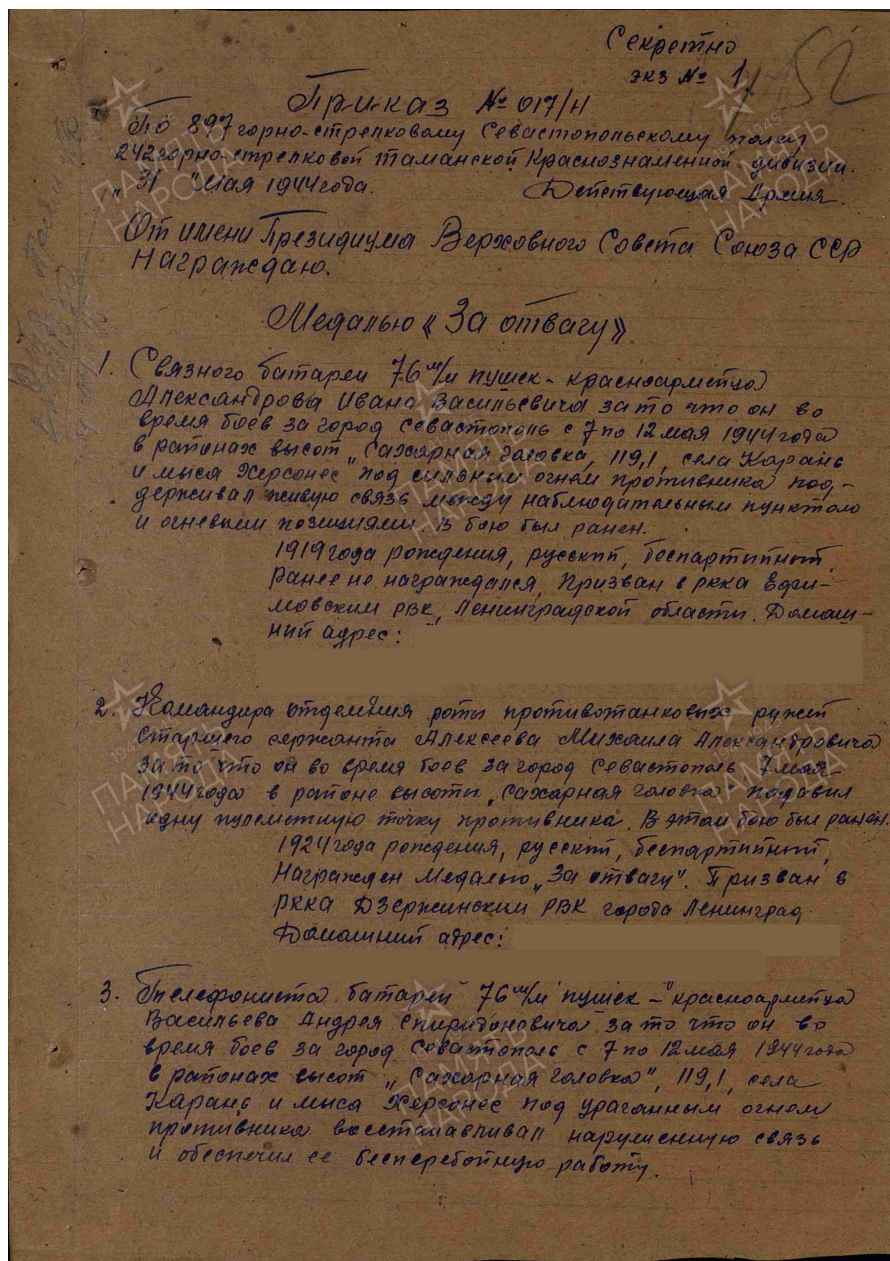 Секретно
экз № 1
52
Приказ № 017/н
По 897 горно-стрелковому Севастопольскому полку
242 горно-стрелковой Таманской Краснознаменной дивизии.
„31" мая 1944 года. Действующая Армия.
От имени Президиума Верховного Совета Союза ССР
Награждаю.
Медалью «За отвагу»
1. Связного батареи 76 м/м пушек - красноармейца
Александрова Ивана Васильевича за то что он во
время боев за город Севастополь с 7 по 12 мая 1944 года
в районах высот „Сахарная головка, 119,1, села Карань
и мыса Херсонес" под сильным огнем противника под-
держивал живую связь между наблюдательным пунктом
и огневыми позициями. В бою был ранен.
1919 года рождения, русский, беспартийный,
ранее не награждался, Призван в РККА Ефи-
мовским РВК, Ленинградской области. Домаш-
ний адрес:
2. Командира отделения роты противотанковых ружей
старшего сержанта Алексеева Михаила Александровича
за то что он во время боев за город Севастополь 7 мая
1944 года в районе высоты „Сахарная головка" подавил
одну пулеметную точку противника. В этом бою был ранен.
1924 года рождения, русский, беспартийный,
Награжден Медалью „За отвагу". Призван в
РККА Дзержинским РВК города Ленинград
Домашний адрес:
3. Телефониста батареи 76 м/м пушек - красноармейца
Васильева Андрея Спиридоновича за то что он во
время боев за город Севастополь с 7 по 12 мая 1944 года
в районах высот „Сахарная головка", 119,1, села
Карань и мыса Херсонес под ураганным огнем
противника восстанавливал нарушенную связь
и обеспечил ее бесперебойную работу.